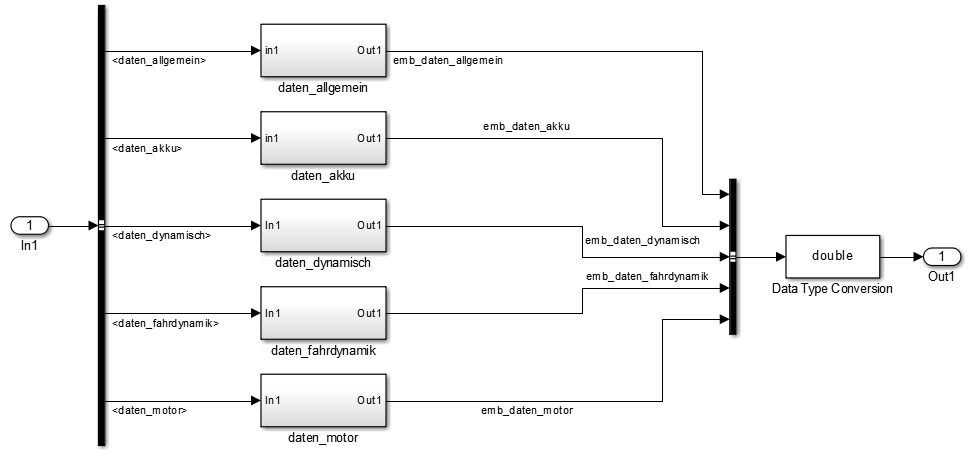 in1
Out1
<daten_allgemein>
emb_daten_allgemein
daten_allgemein
emb_daten_akku
in1
Out1
<daten_akku>
daten_akku
1
In1
In1
Out1
<daten_dynamisch>
emb_daten_dynamisch
daten_dynamisch
emb_daten_fahrdynamik
double
Data Type Conversion
1
Out1
In1
Out1
<daten_fahrdynamik>
daten_fahrdynamik
In1
Out1
<daten_motor>
emb_daten_motor
daten_motor